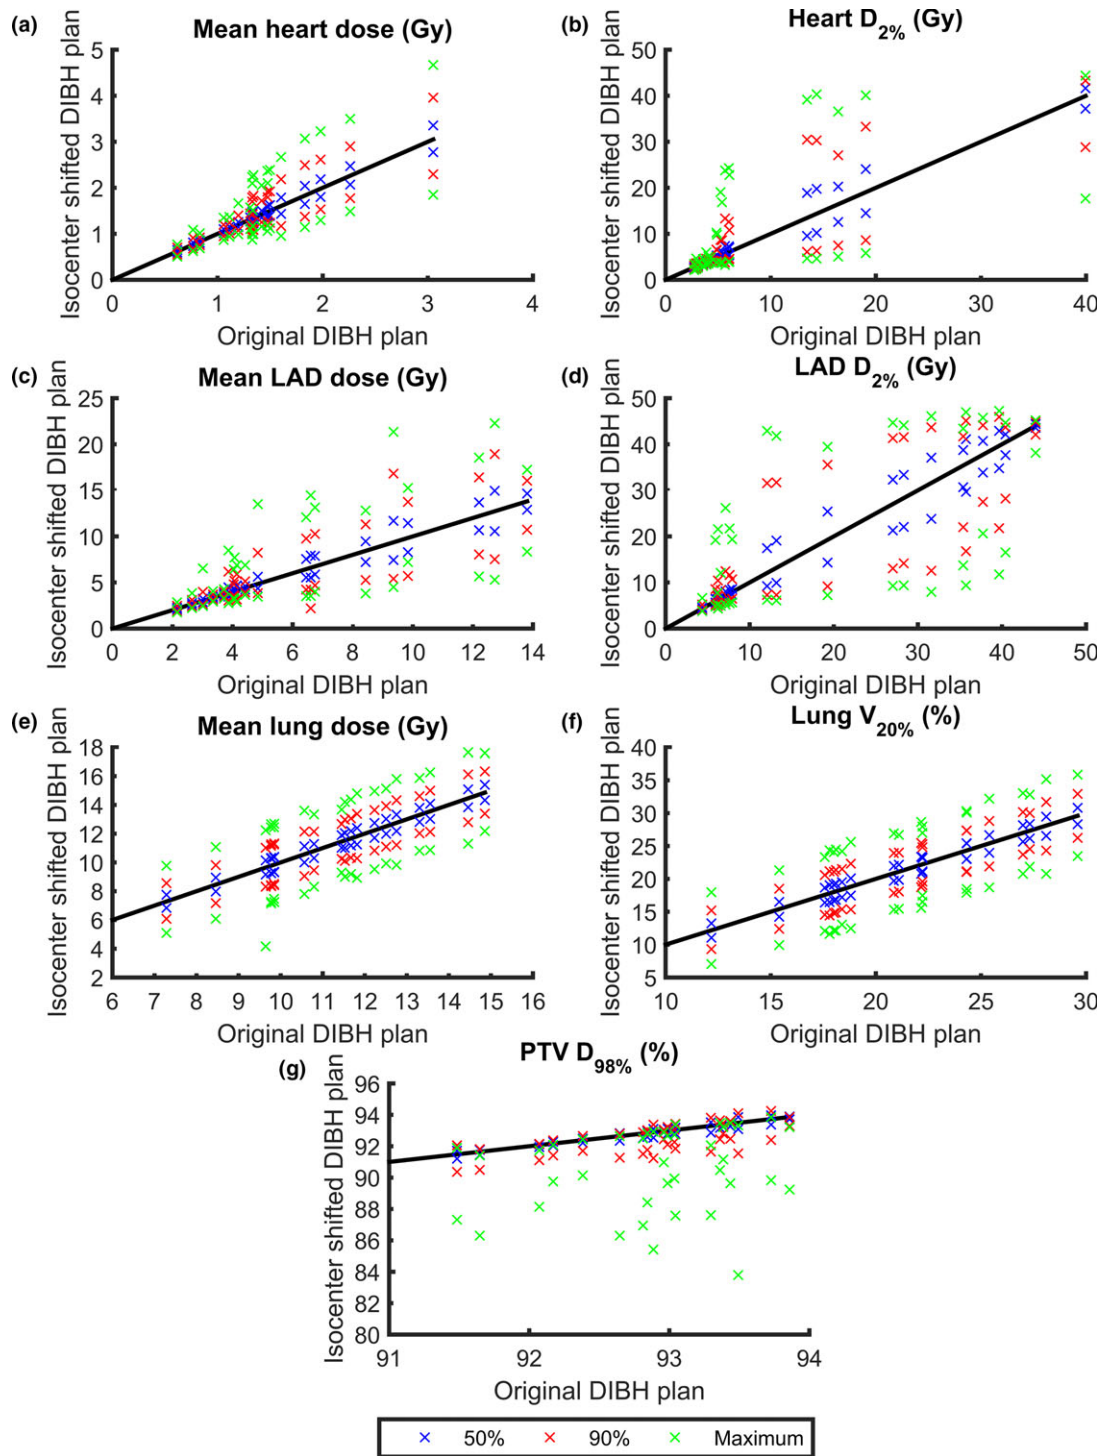 (a) Mean heart dose (Gy)
Isocenter shifted DIBH plan
5
4
3
2
1
0
0 1 2 3 4
Original DIBH plan
(b) Heart D2% (Gy)
Isocenter shifted DIBH plan
50
40
30
20
10
0
0 10 20 30 40
Original DIBH plan
(c) Mean LAD dose (Gy)
Isocenter shifted DIBH plan
25
20
15
10
5
0
0 2 4 6 8 10 12 14
Original DIBH plan
(d) LAD D2% (Gy)
Isocenter shifted DIBH plan
50
40
30
20
10
0
0 10 20 30 40 50
Original DIBH plan
(e) Mean lung dose (Gy)
Isocenter shifted DIBH plan
18
16
14
12
10
8
6
4
2
6 7 8 9 10 11 12 13 14 15 16
Original DIBH plan
(f) Lung V20% (%)
Isocenter shifted DIBH plan
40
35
30
25
20
15
10
5
10 15 20 25 30
Original DIBH plan
(g) PTV D98% (%)
Isocenter shifted DIBH plan
96
94
92
90
88
86
84
82
80
91 92 93 94
Original DIBH plan
50% 90% Maximum